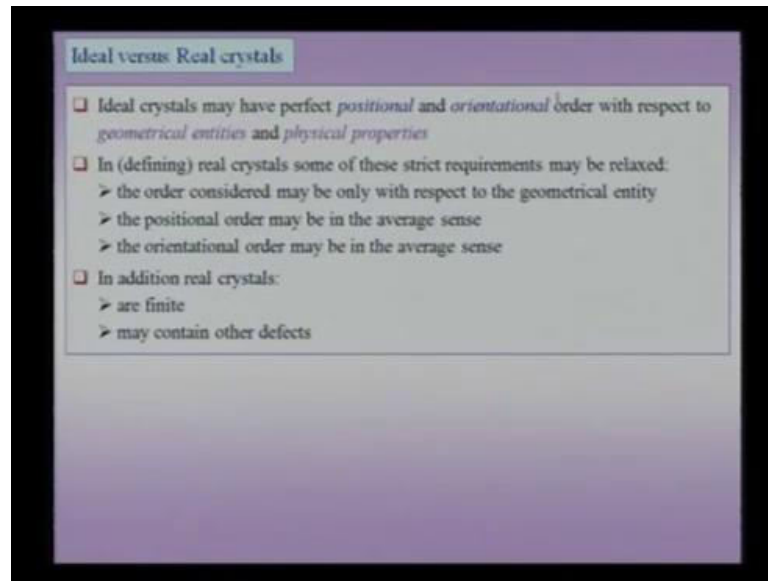 Ideal versus Real crystals
❑ Ideal crystals may have perfect positional and orientational order with respect to
geometrical entities and physical properties
❑ In (defining) real crystals some of these strict requirements may be relaxed:
➢ the order considered may be only with respect to the geometrical entity
➢ the positional order may be in the average sense
➢ the orientational order may be in the average sense
❑ In addition real crystals:
➢ are finite
➢ may contain other defects